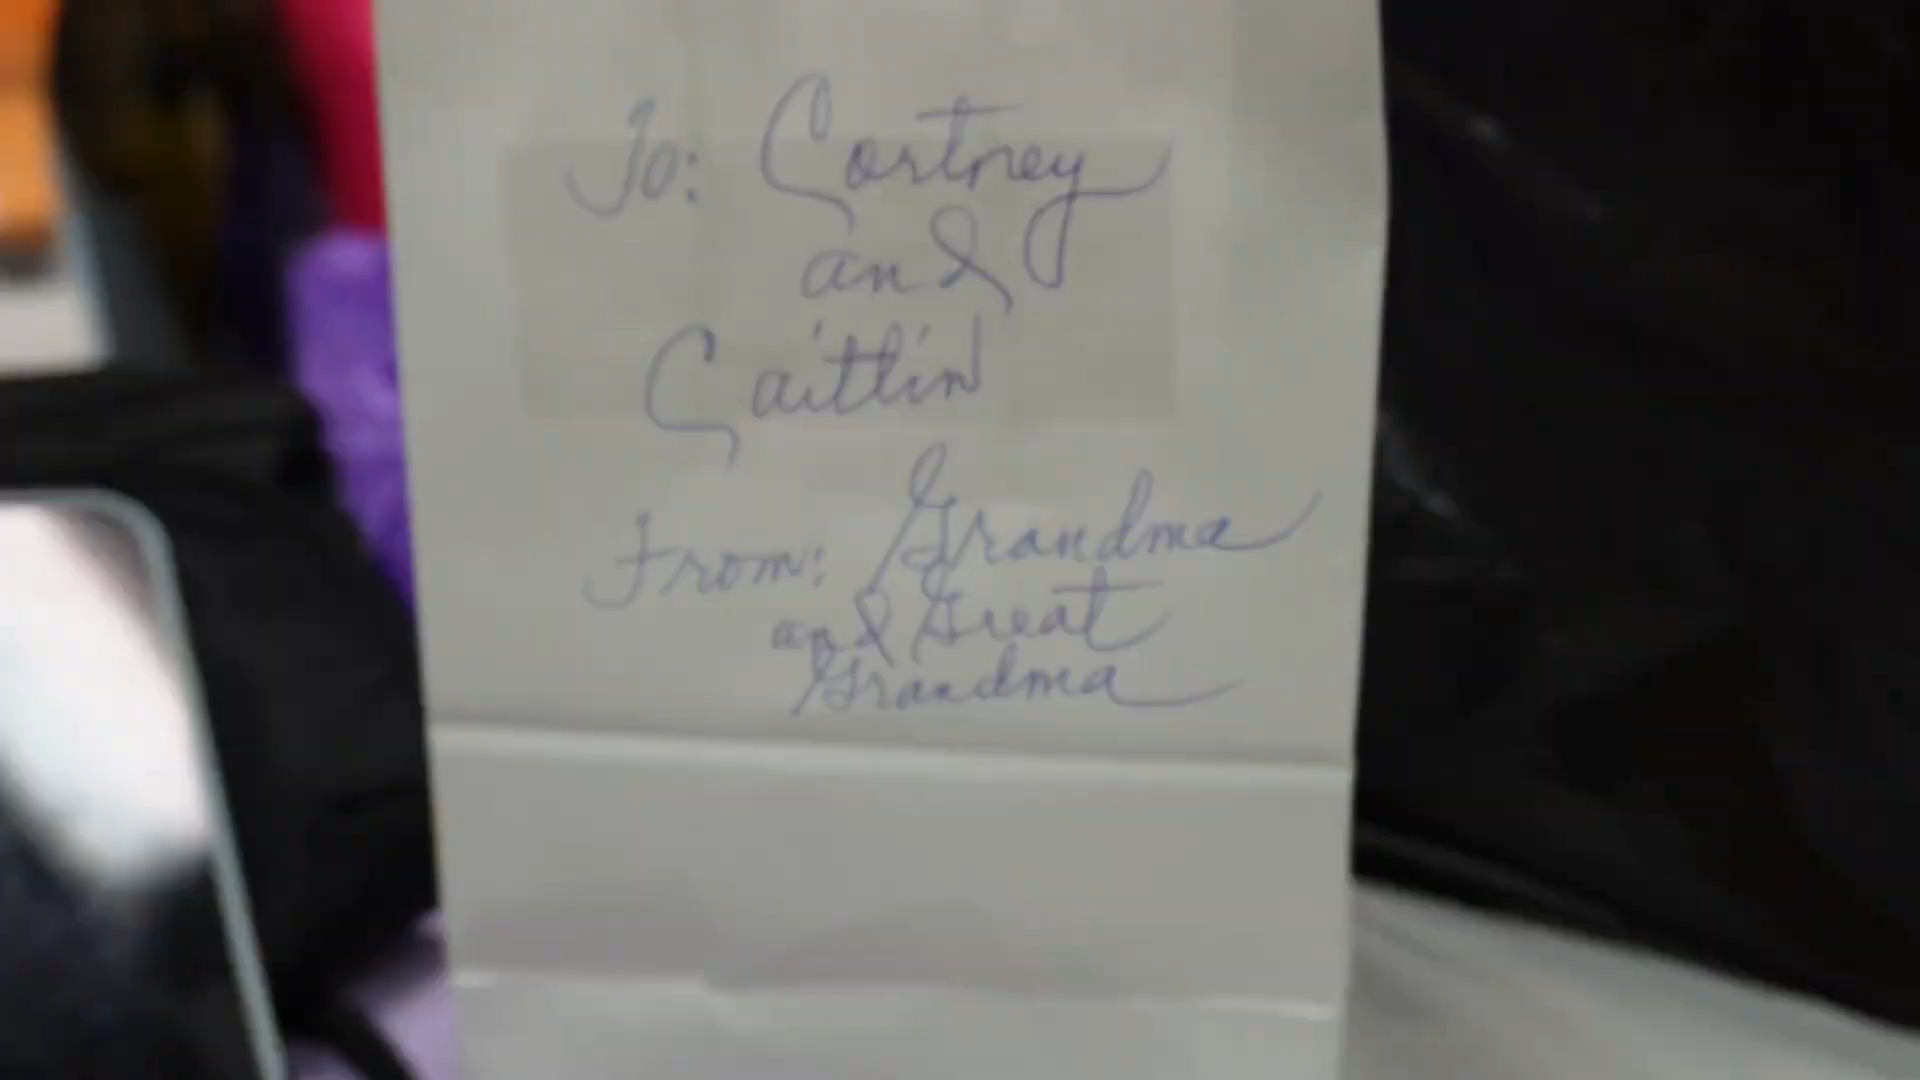 To: Cortney
and
Caitlin
From: Grandma
and Great
Grandma